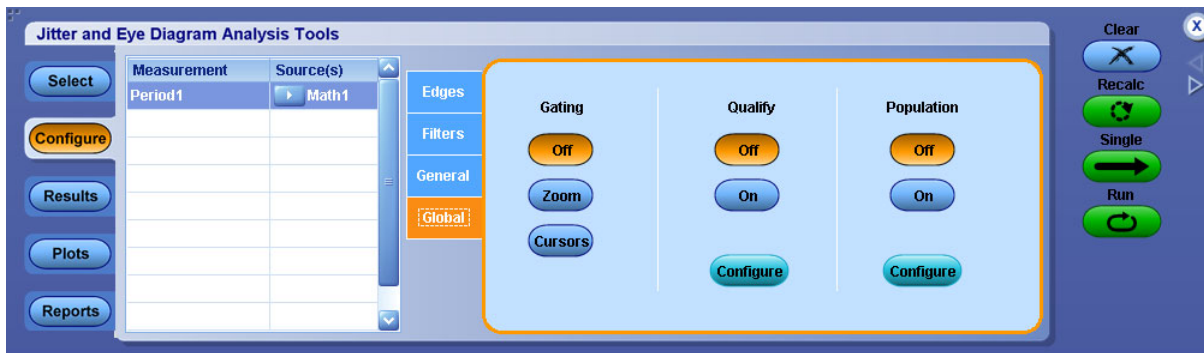 Jitter and Eye Diagram Analysis Tools
Select
Configure
Results
Plots
Reports
Measurement Source(s)
Period1 Math1
Edges
Filters
General
Global
Gating
Off
Zoom
Cursors
Qualify
Off
On
Configure
Population
Off
On
Configure
Clear
X
Recalc
Single
Run